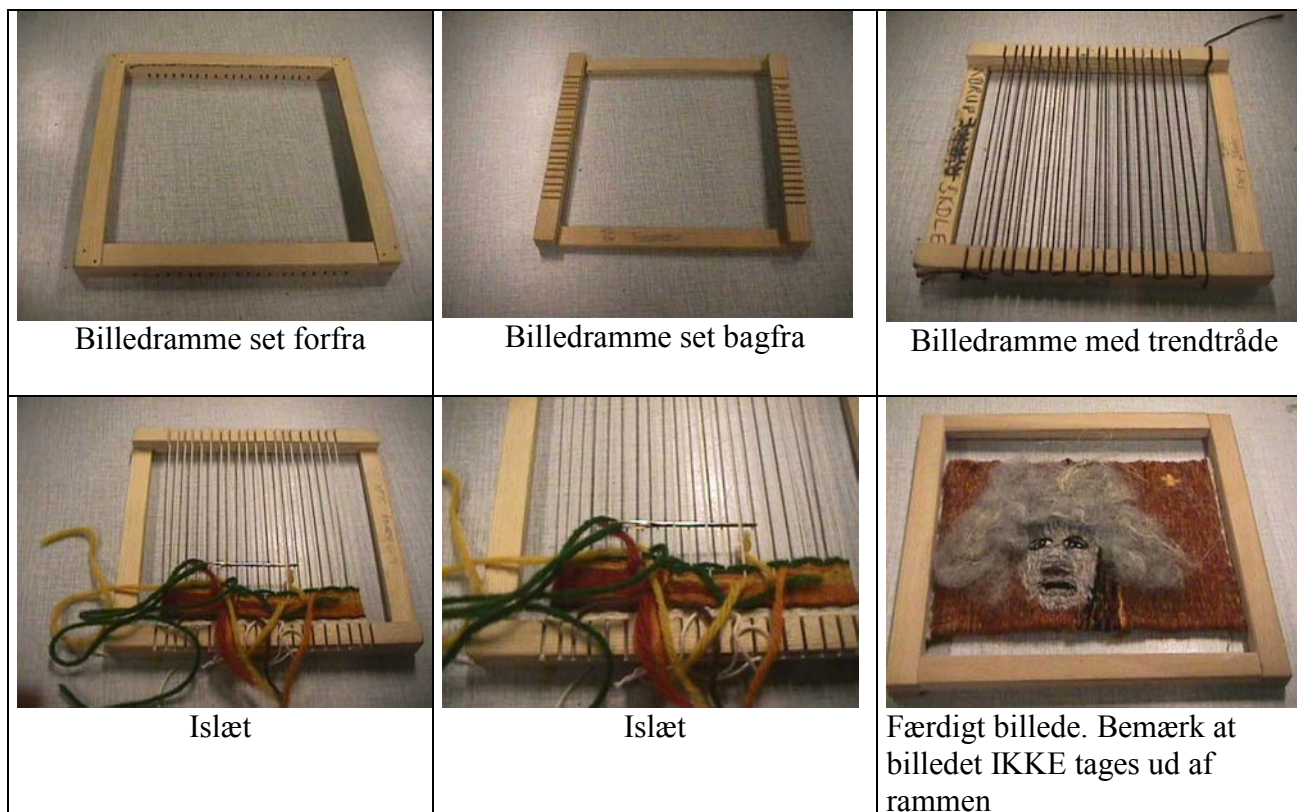 Billedramme set forfra
Billedramme set bagfra
Billedramme med trendtråde
SKOLE
Islæt
Islæt
Færdigt billede. Bemærk at
billedet IKKE tages ud af
rammen